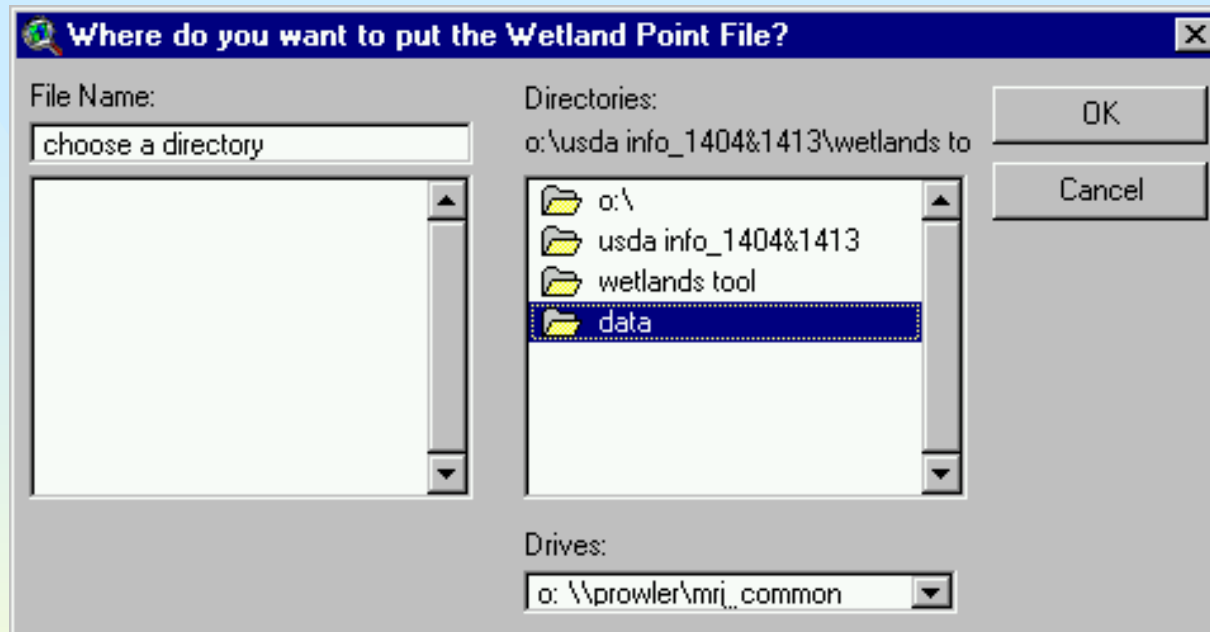 Where do you want to put the Wetland Point File?
File Name:
choose a directory
Directories:
o:\usda info_1404&1413\wetlands to
o:\
usda info_1404&1413
wetlands tool
data
Drives:
o: \\prowler\mrj_common
OK
Cancel